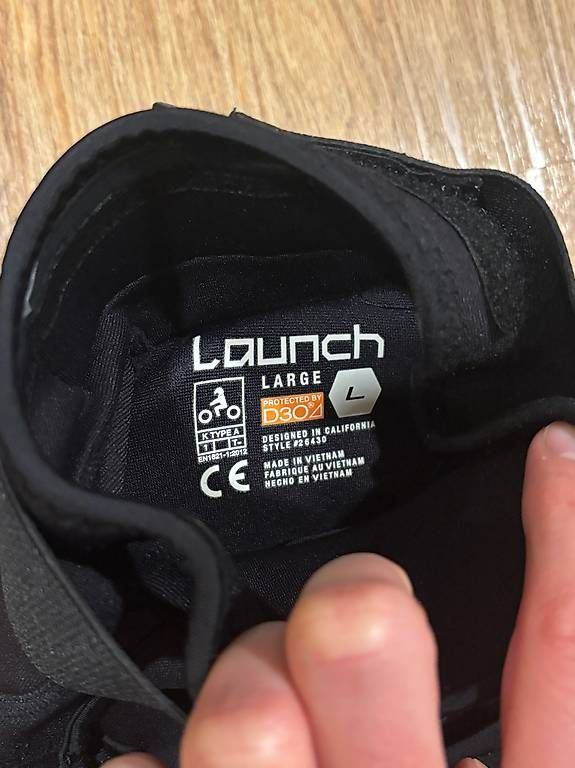 Launch
LARGE
L
PROTECTED BY
D3O®
K TYPE A
1 T-
EN1621-1:2012
DESIGNED IN CALIFORNIA
STYLE #26430
CE
MADE IN VIETNAM
FABRIQUE AU VIETNAM
HECHO EN VIETNAM